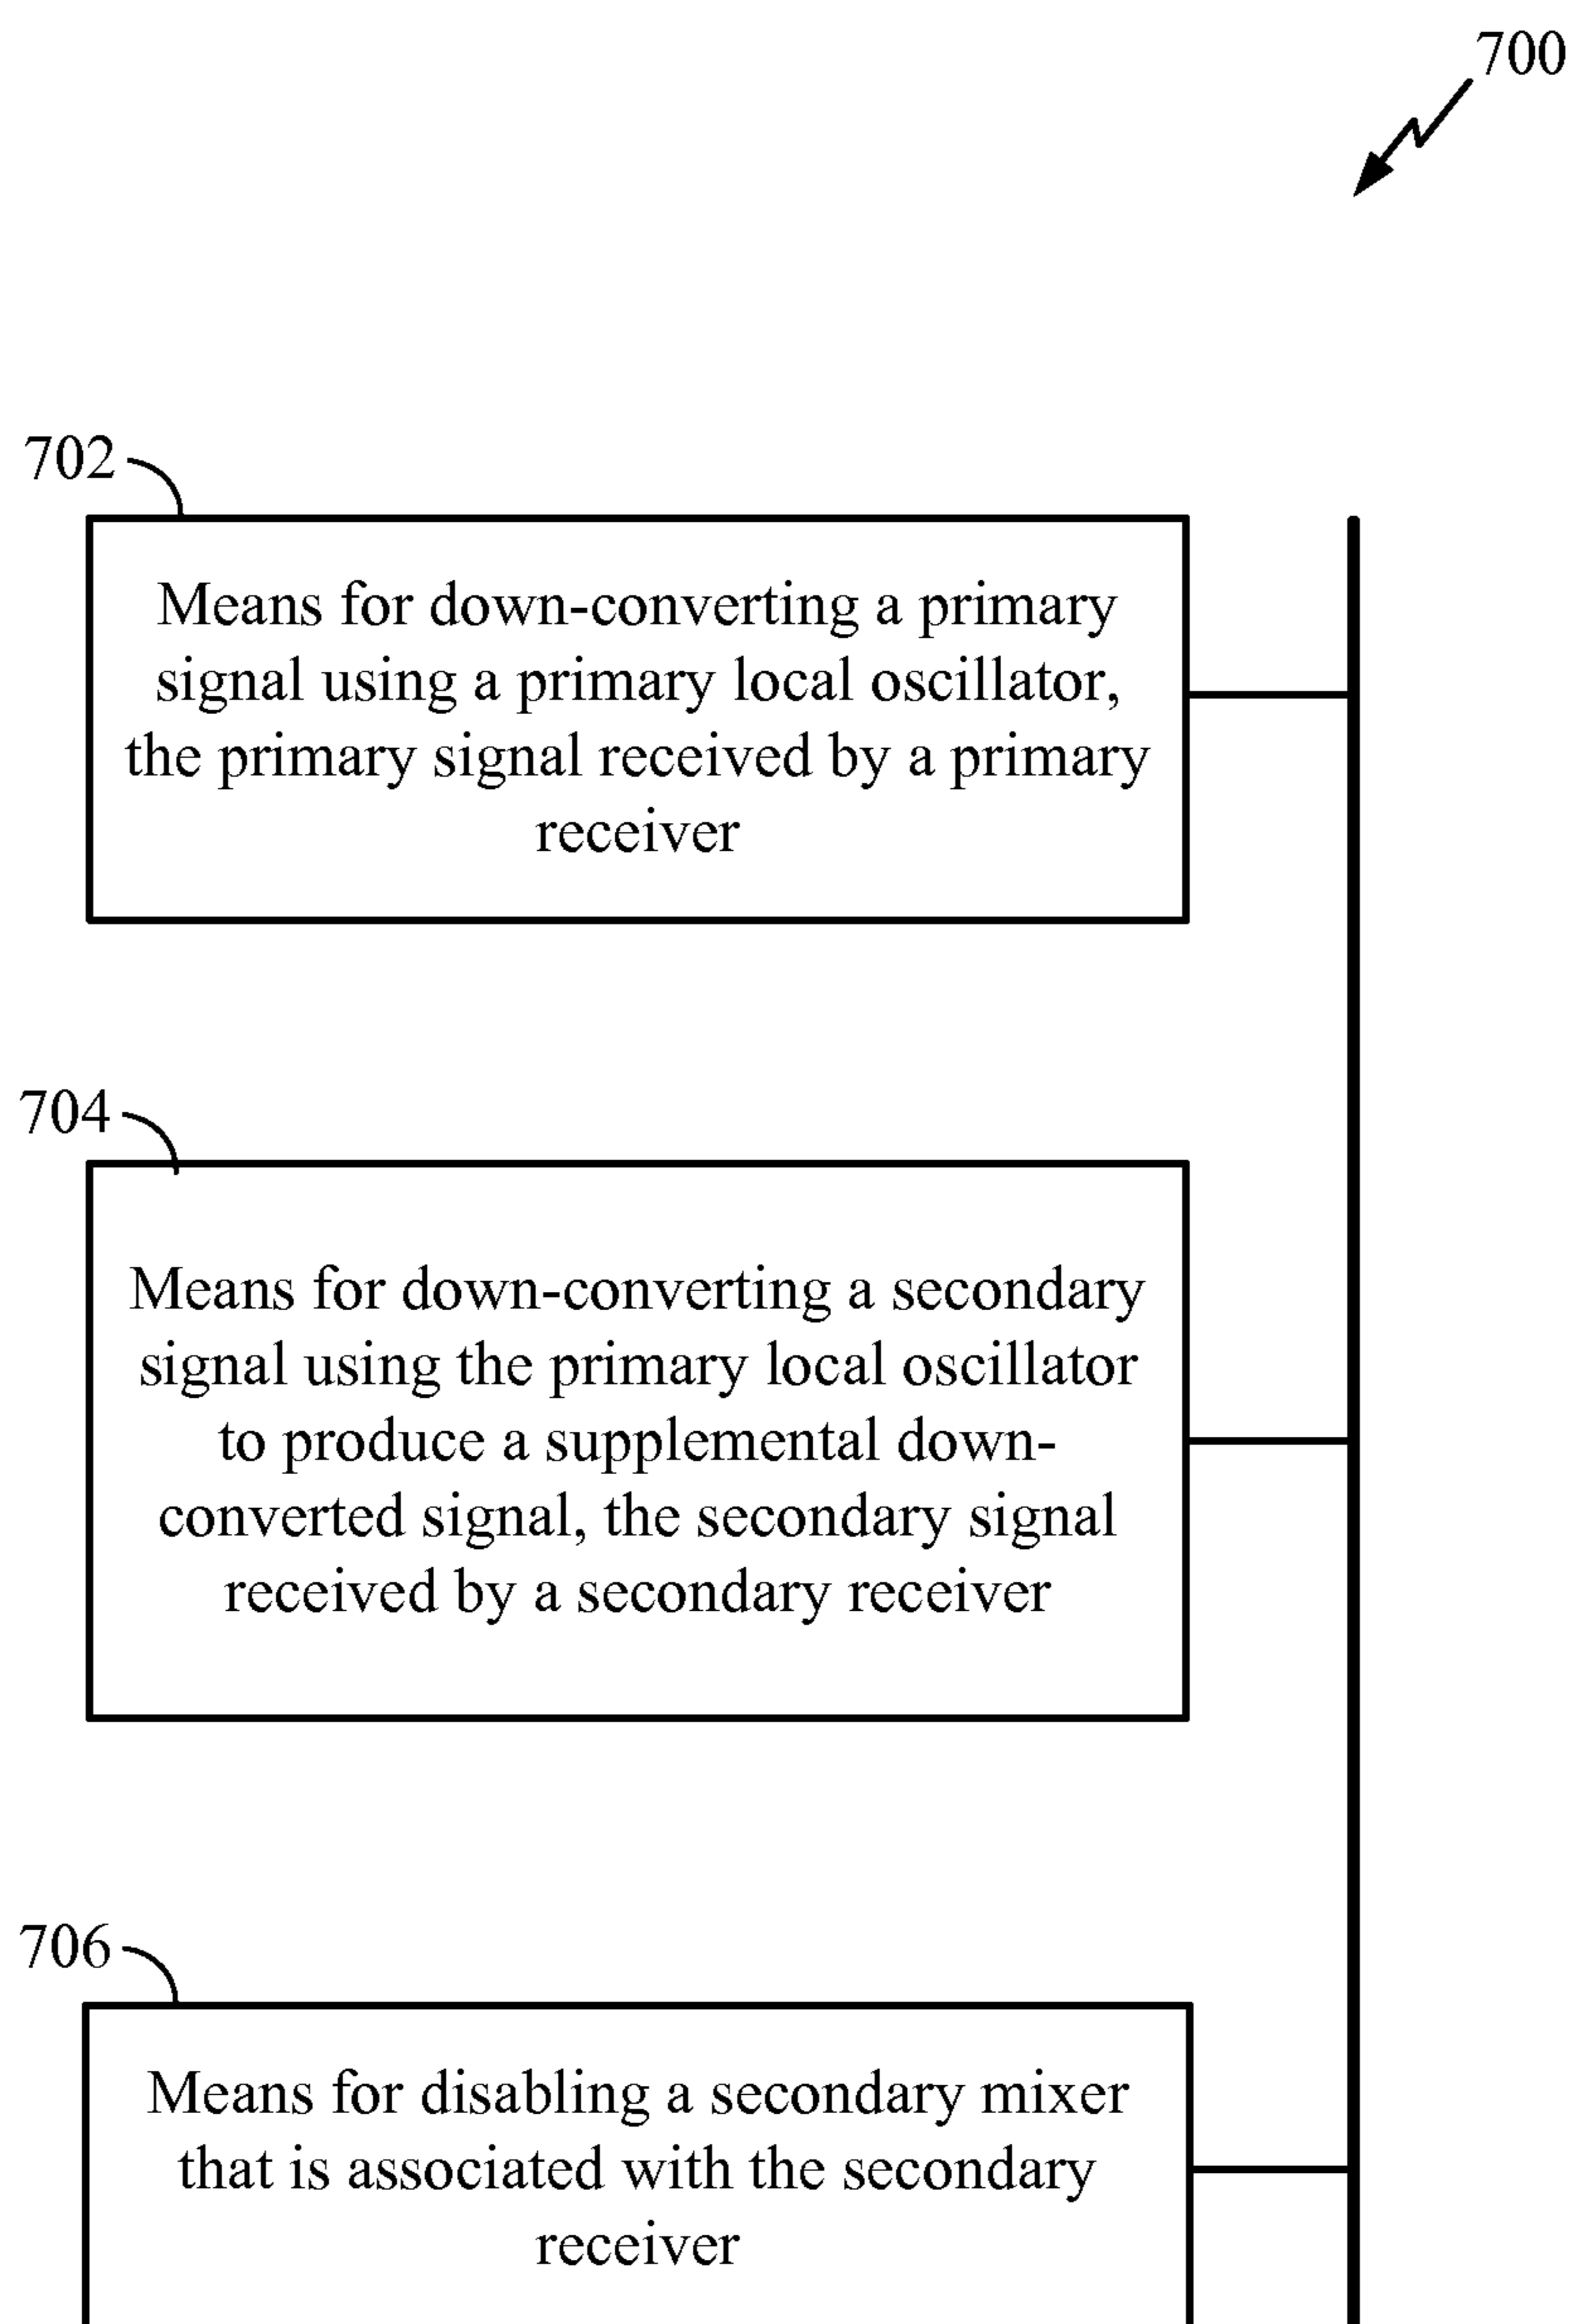 700
702
Means for down-converting a primary
signal using a primary local oscillator,
the primary signal received by a primary
receiver
704
Means for down-converting a secondary
signal using the primary local oscillator
to produce a supplemental down-
converted signal, the secondary signal
received by a secondary receiver
706
Means for disabling a secondary mixer
that is associated with the secondary
receiver